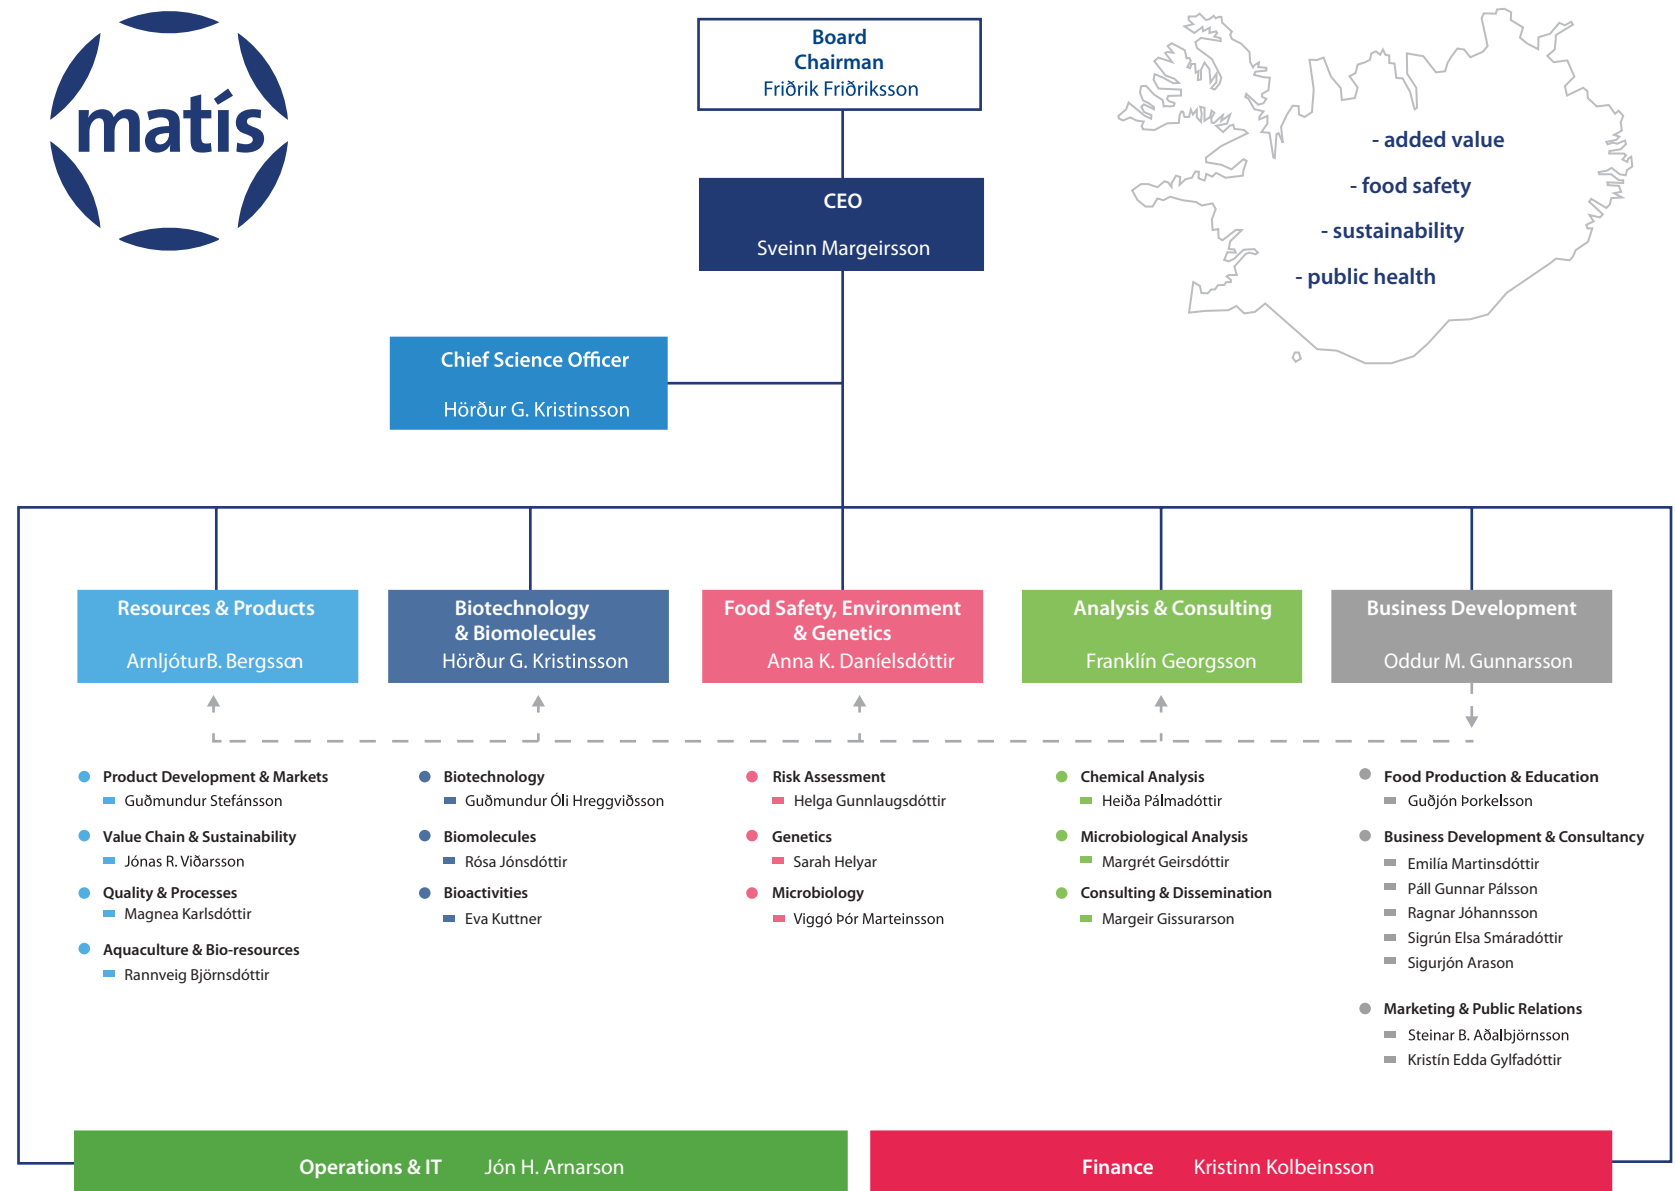 matís
Board
Chairman
Friðrik Friðriksson
CEO
Sveinn Margeirsson
- added value
- food safety
- sustainability
- public health
Chief Science Officer
Hörður G. Kristinsson
Resources & Products
Arnljótur B. Bergsson
Biotechnology
& Biomolecules
Hörður G. Kristinsson
Food Safety, Environment
& Genetics
Anna K. Daníelsdóttir
Analysis & Consulting
Franklín Georgsson
Business Development
Oddur M. Gunnarsson
Product Development & Markets
Guðmundur Stefánsson
Value Chain & Sustainability
Jónas R. Viðarsson
Quality & Processes
Magnea Karlsdóttir
Aquaculture & Bio-resources
Rannveig Björnsdóttir
Biotechnology
Guðmundur Óli Hreggviðsson
Biomolecules
Rósa Jónsdóttir
Bioactivities
Eva Kuttner
Risk Assessment
Helga Gunnlaugsdóttir
Genetics
Sarah Helyar
Microbiology
Viggó Þór Marteinsson
Chemical Analysis
Heiða Pálmadóttir
Microbiological Analysis
Margrét Geirsdóttir
Consulting & Dissemination
Margeir Gissurarson
Food Production & Education
Guðjón Þorkelsson
Business Development & Consultancy
Emilía Martinsdóttir
Páll Gunnar Pálsson
Ragnar Jóhannsson
Sigrún Elsa Smáradóttir
Sigurjón Arason
Marketing & Public Relations
Steinar B. Aðalbjörnsson
Kristín Edda Gylfadóttir
Operations & IT Jón H. Arnarson
Finance Kristinn Kolbeinsson